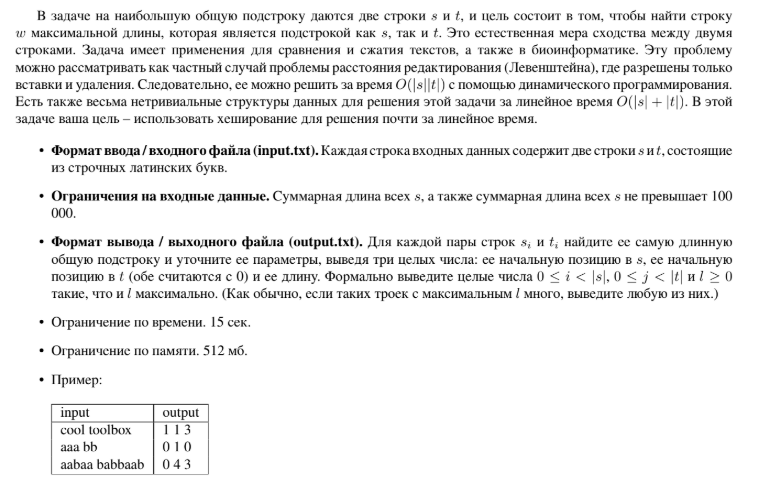 В задаче на наибольшую общую подстроку даются две строки s и t, и цель состоит в том, чтобы найти строку
w максимальной длины, которая является подстрокой как s, так и t. Это естественная мера сходства между двумя
строками. Задача имеет применения для сравнения и сжатия текстов, а также в биоинформатике. Эту проблему
можно рассматривать как частный случай проблемы расстояния редактирования (Левенштейна), где разрешены только
вставки и удаления. Следовательно, ее можно решить за время O(|s||t|) с помощью динамического программирования.
Есть также весьма нетривиальные структуры данных для решения этой задачи за линейное время O(|s| + |t|). В этой
задаче ваша цель – использовать хеширование для решения почти за линейное время.
• Формат ввода / входного файла (input.txt). Каждая строка входных данных содержит две строки s и t, состоящие
из строчных латинских букв.
• Ограничения на входные данные. Суммарная длина всех s, а также суммарная длина всех s не превышает 100
000.
• Формат вывода / выходного файла (output.txt). Для каждой пары строк sᵢ и tᵢ найдите ее самую длинную
общую подстроку и уточните ее параметры, выведя три целых числа: ее начальную позицию в s, ее начальную
позицию в t (обе считаются с 0) и ее длину. Формально выведите целые числа 0 ≤ i < |s|, 0 ≤ j < |t| и l ≥ 0
такие, что и l максимально. (Как обычно, если таких троек с максимальным l много, выведите любую из них.)
• Ограничение по времени. 15 сек.
• Ограничение по памяти. 512 мб.
• Пример:
input output
cool toolbox 1 1 3
aaa bb 0 1 0
aabaa babbaab 0 4 3